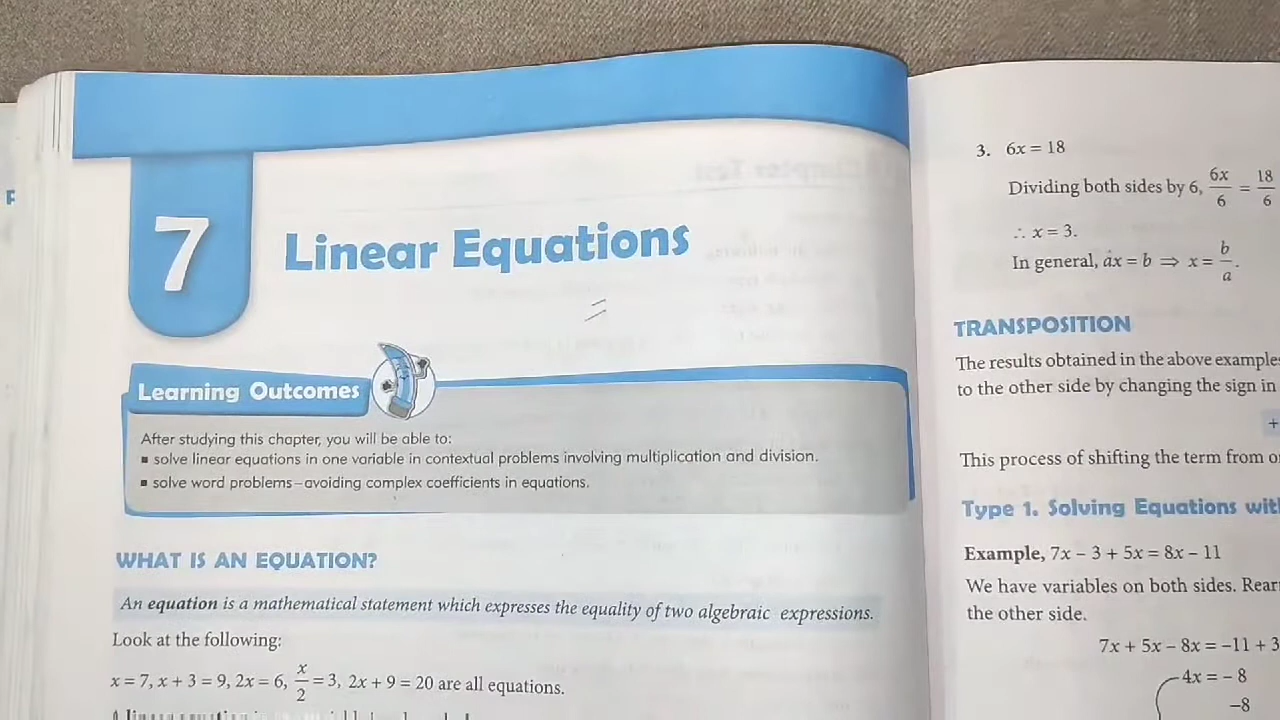 7
Linear Equations
Learning Outcomes
After studying this chapter, you will be able to:
▪ solve linear equations in one variable in contextual problems involving multiplication and division.
▪ solve word problems–avoiding complex coefficients in equations.
WHAT IS AN EQUATION?
An equation is a mathematical statement which expresses the equality of two algebraic expressions.
Look at the following:
x = 7, x + 3 = 9, 2x = 6, x/2 = 3, 2x + 9 = 20 are all equations.
3. 6x = 18
Dividing both sides by 6, 6x/6 = 18/6
∴ x = 3.
In general, ax = b ⇒ x = b/a.
TRANSPOSITION
The results obtained in the above
to the other side by changing the sign in
+
This process of shifting the term from
Type 1. Solving Equations
Example, 7x – 3 + 5x = 8x – 11
We have variables on both sides.
the other side.
7x + 5x – 8x = –11 + 3
4x = – 8
–8